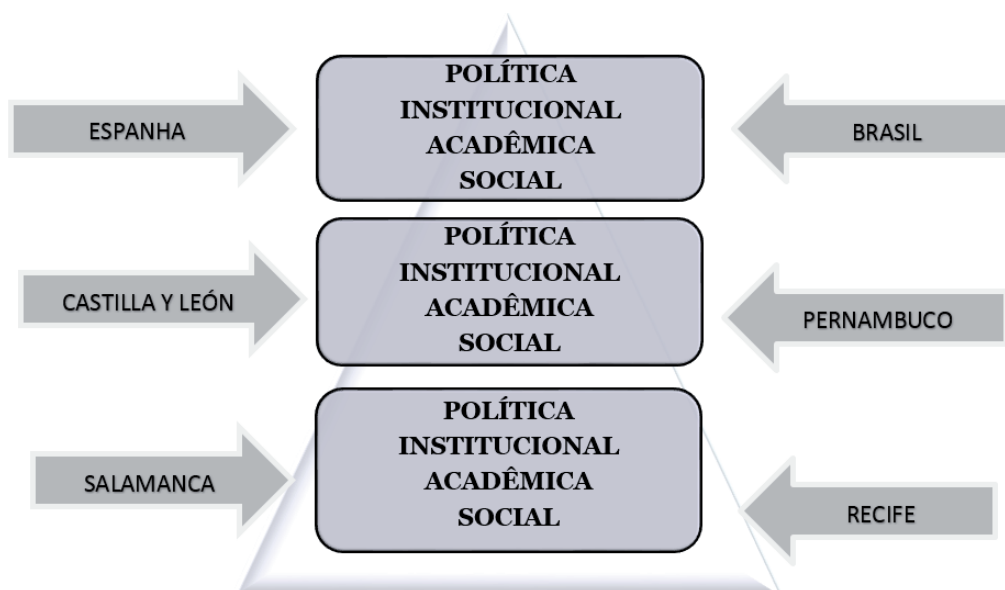 ESPANHA
POLÍTICA
INSTITUCIONAL
ACADÊMICA
SOCIAL
BRASIL
CASTILLA Y LEÓN
POLÍTICA
INSTITUCIONAL
ACADÊMICA
SOCIAL
PERNAMBUCO
SALAMANCA
POLÍTICA
INSTITUCIONAL
ACADÊMICA
SOCIAL
RECIFE